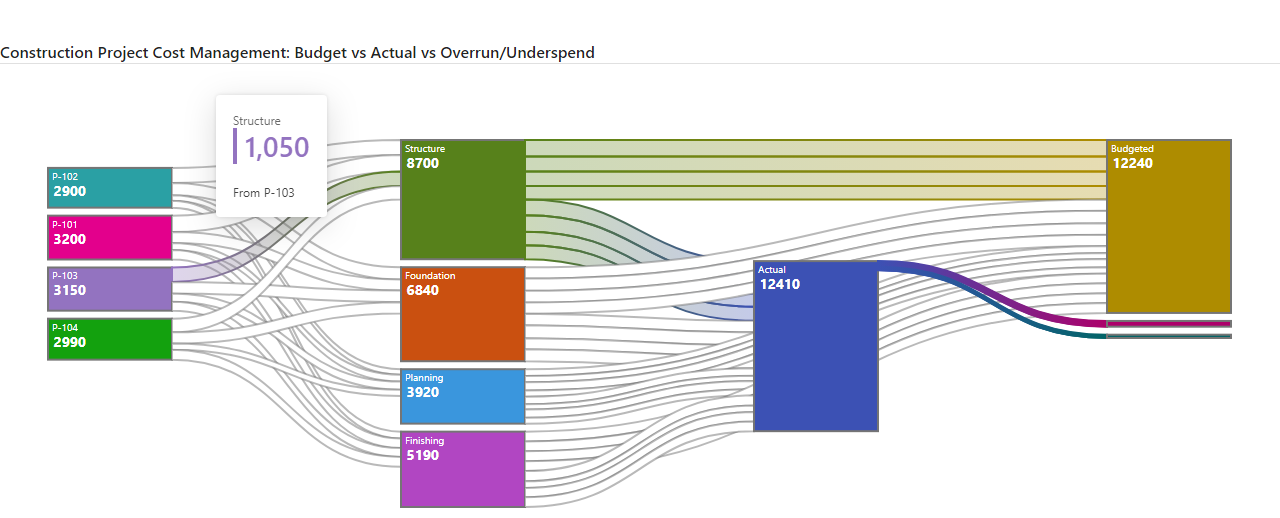 Construction Project Cost Management: Budget vs Actual vs Overrun/Underspend
Structure
1,050
From P-103
P-102
2900
P-101
3200
P-103
3150
P-104
2990
Structure
8700
Foundation
6840
Planning
3920
Finishing
5190
Actual
12410
Budgeted
12240